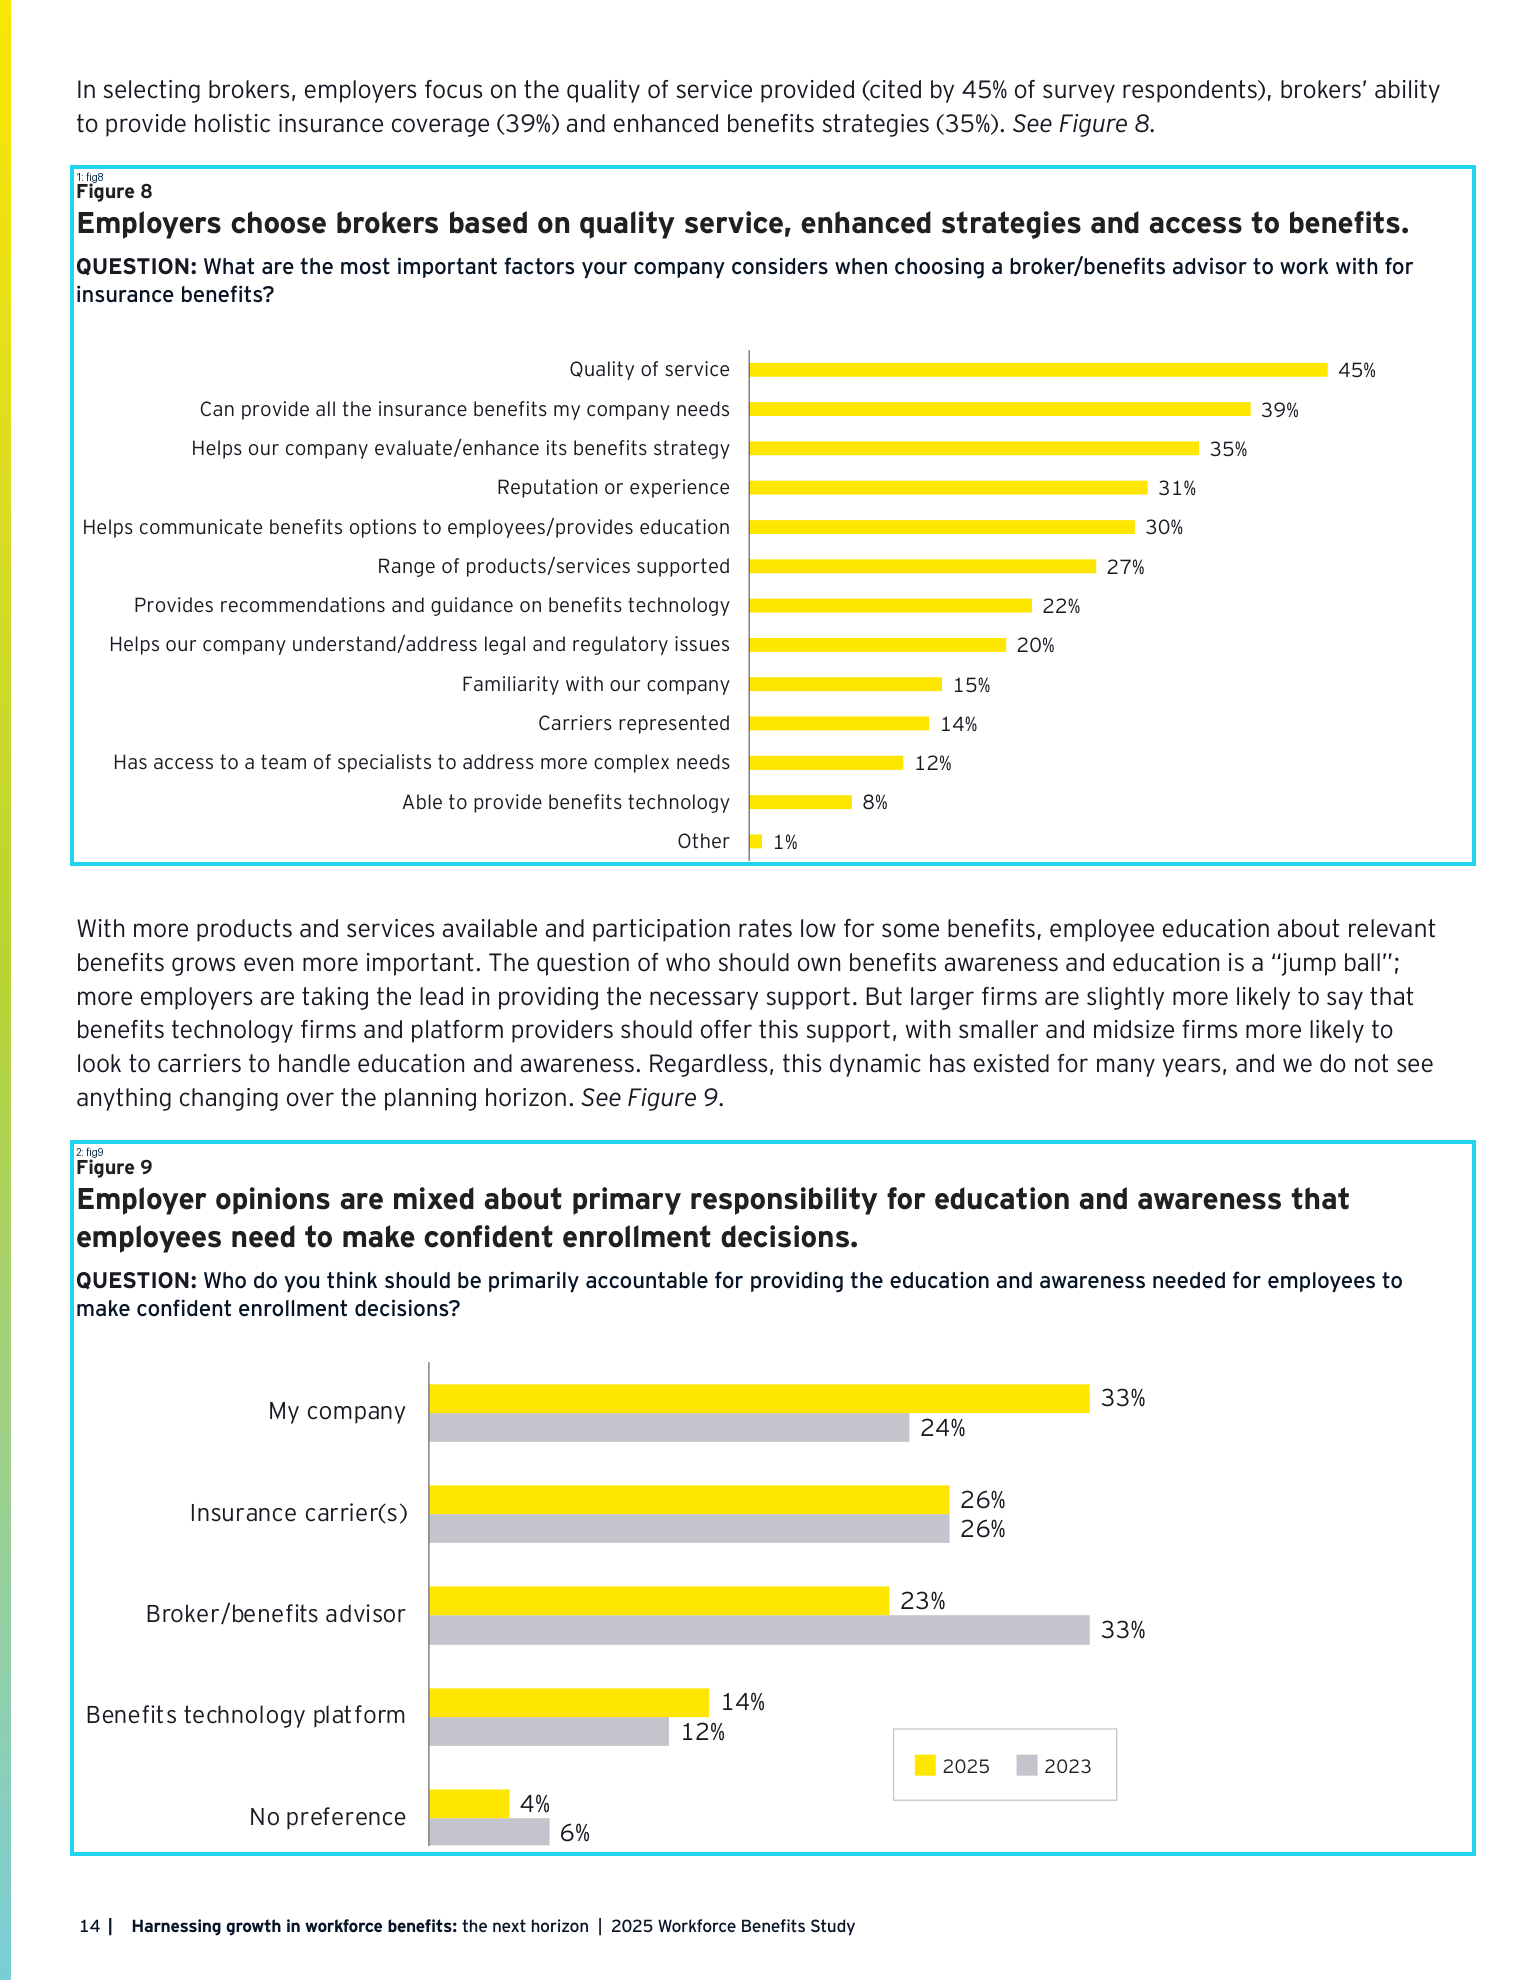 In selecting brokers, employers focus on the quality of service provided (cited by 45% of survey respondents), brokers’ ability
to provide holistic insurance coverage (39%) and enhanced benefits strategies (35%). See Figure 8.
1: fig8
Figure 8
Employers choose brokers based on quality service, enhanced strategies and access to benefits.
QUESTION: What are the most important factors your company considers when choosing a broker/benefits advisor to work with for
insurance benefits?
Quality of service 45%
Can provide all the insurance benefits my company needs 39%
Helps our company evaluate/enhance its benefits strategy 35%
Reputation or experience 31%
Helps communicate benefits options to employees/provides education 30%
Range of products/services supported 27%
Provides recommendations and guidance on benefits technology 22%
Helps our company understand/address legal and regulatory issues 20%
Familiarity with our company 15%
Carriers represented 14%
Has access to a team of specialists to address more complex needs 12%
Able to provide benefits technology 8%
Other 1%
With more products and services available and participation rates low for some benefits, employee education about relevant
benefits grows even more important. The question of who should own benefits awareness and education is a “jump ball”;
more employers are taking the lead in providing the necessary support. But larger firms are slightly more likely to say that
benefits technology firms and platform providers should offer this support, with smaller and midsize firms more likely to
look to carriers to handle education and awareness. Regardless, this dynamic has existed for many years, and we do not see
anything changing over the planning horizon. See Figure 9.
2: fig9
Figure 9
Employer opinions are mixed about primary responsibility for education and awareness that
employees need to make confident enrollment decisions.
QUESTION: Who do you think should be primarily accountable for providing the education and awareness needed for employees to
make confident enrollment decisions?
33%
My company
24%
26%
Insurance carrier(s)
26%
23%
Broker/benefits advisor
33%
14%
Benefits technology platform
12%
2025 2023
4%
No preference
6%
14 | Harnessing growth in workforce benefits: the next horizon | 2025 Workforce Benefits Study